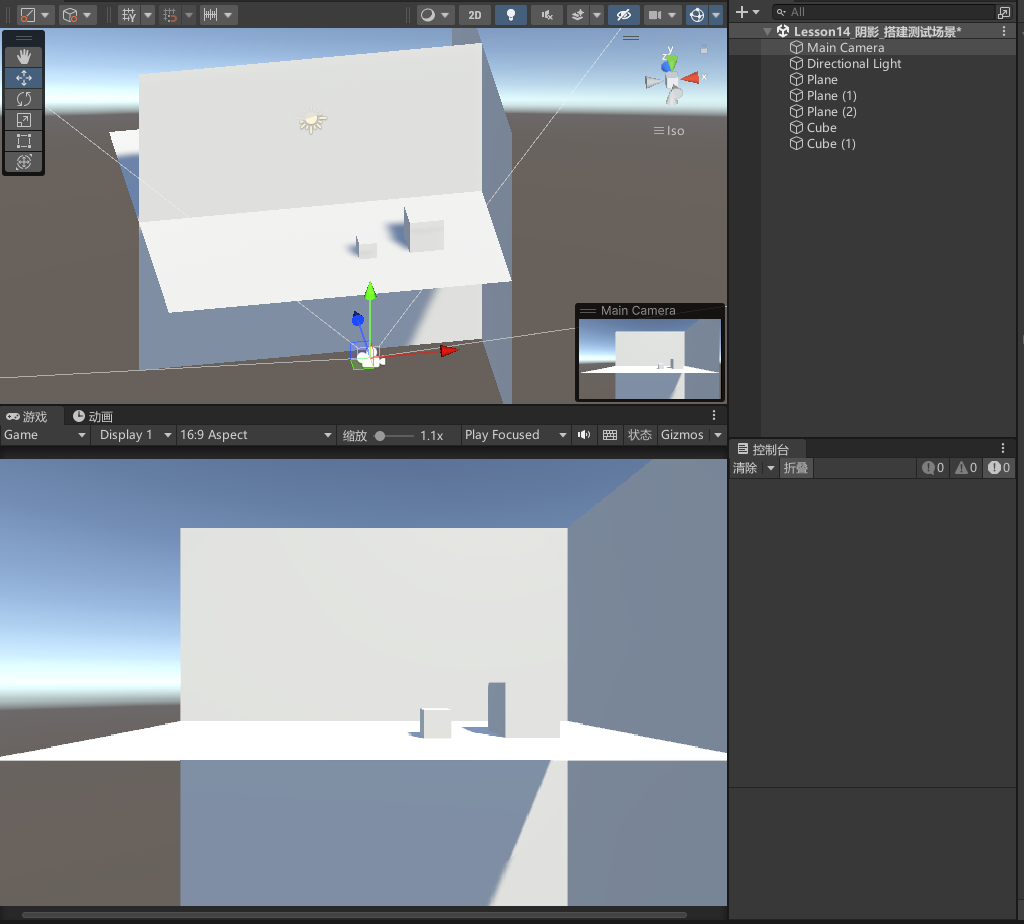 2D
All
Lesson14_阴影_搭建测试场景*
Main Camera
Directional Light
Plane
Plane (1)
Plane (2)
Cube
Cube (1)
y
z
x
Iso
Main Camera
游戏
动画
Game
Display 1
16:9 Aspect
缩放
1.1x
Play Focused
状态
Gizmos
控制台
清除
折叠
0
0
0